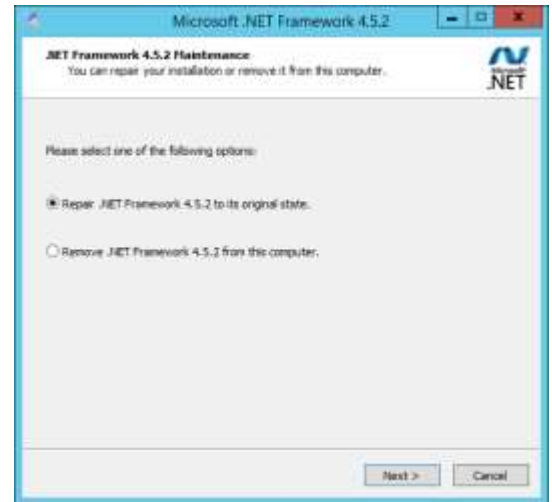 Microsoft .NET Framework 4.5.2
.NET Framework 4.5.2 Maintenance
You can repair your installation or remove it from this computer.
Microsoft
.NET
Please select one of the following options:
Repair .NET Framework 4.5.2 to its original state.
Remove .NET Framework 4.5.2 from this computer.
Next >
Cancel